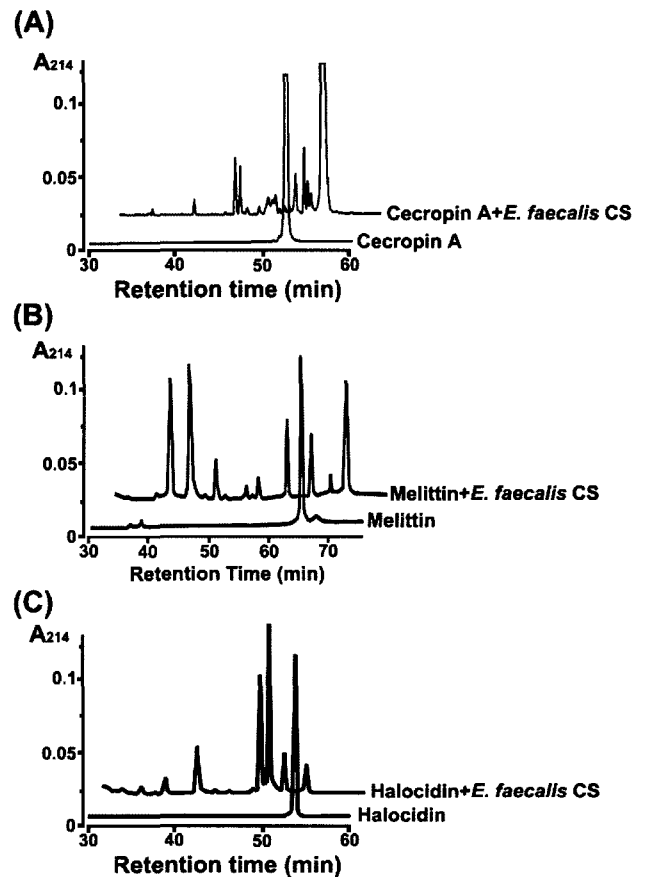 (A)
A214
0.1
0.05
0
Cecropin A+E. faecalis CS
Cecropin A
30 40 50 60
Retention time (min)
(B)
A214
0.1
0.05
0
Melittin+E. faecalis CS
Melittin
30 40 50 60 70
Retention Time (min)
(C)
A214
0.1
0.05
0
Halocidin+E. faecalis CS
Halocidin
30 40 50 60
Retention time (min)